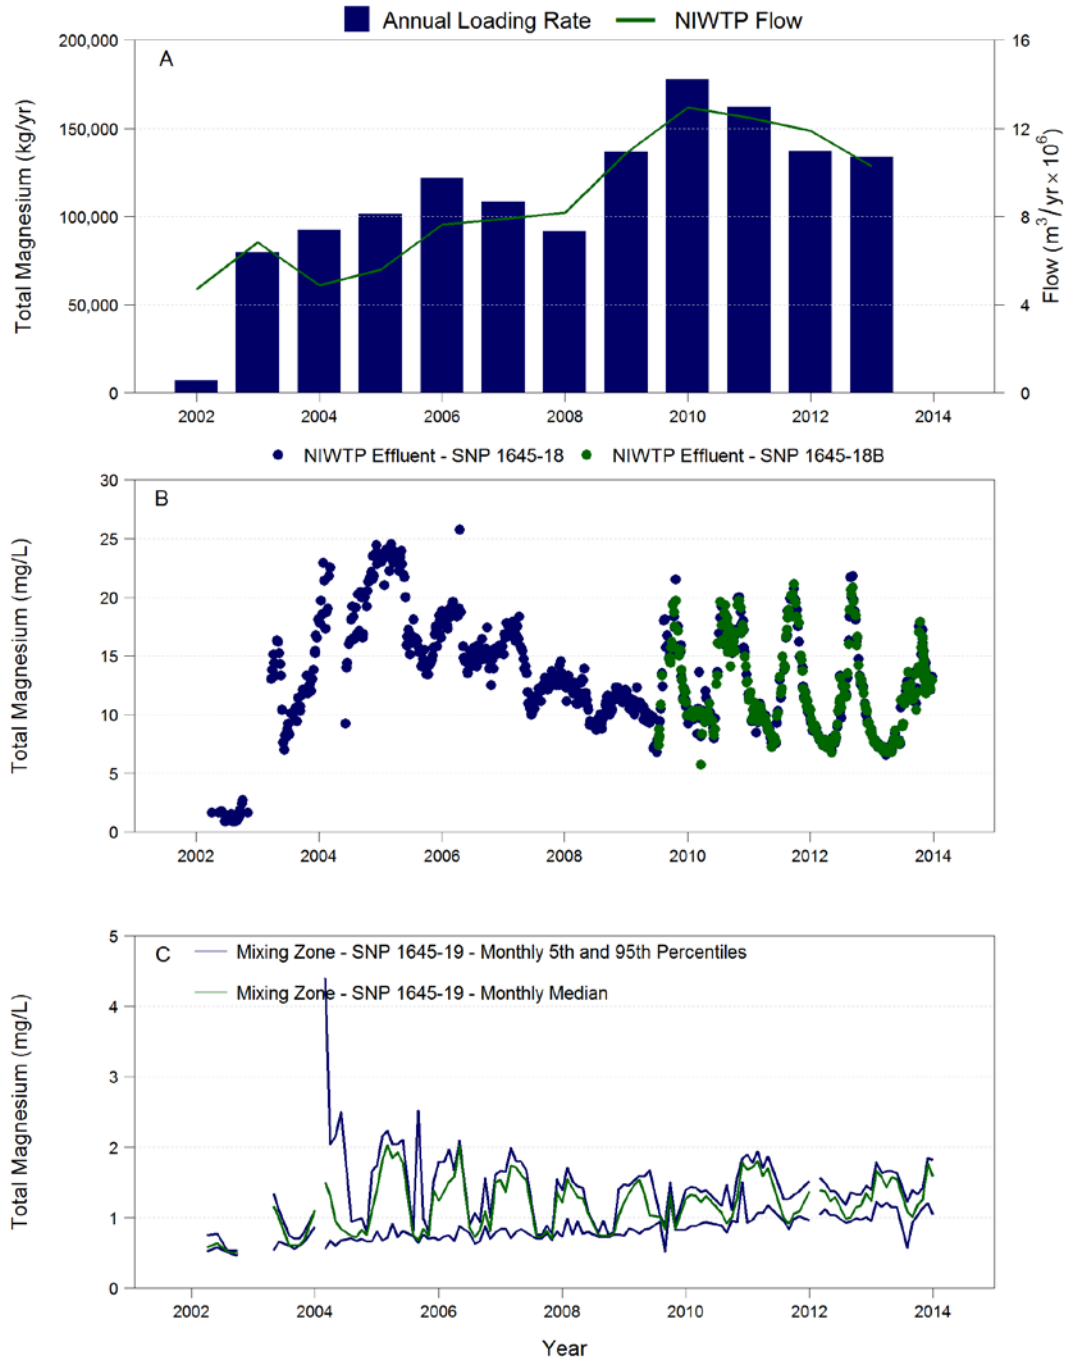 Annual Loading Rate NIWTP Flow
A
Total Magnesium (kg/yr)
200,000
150,000
100,000
50,000
0
16
12
8
4
0
Flow (m³/yr × 10⁶)
2002 2004 2006 2008 2010 2012 2014
NIWTP Effluent - SNP 1645-18 NIWTP Effluent - SNP 1645-18B
B
Total Magnesium (mg/L)
30
25
20
15
10
5
0
2002 2004 2006 2008 2010 2012 2014
C
Mixing Zone - SNP 1645-19 - Monthly 5th and 95th Percentiles
Mixing Zone - SNP 1645-19 - Monthly Median
Total Magnesium (mg/L)
5
4
3
2
1
0
2002 2004 2006 2008 2010 2012 2014
Year